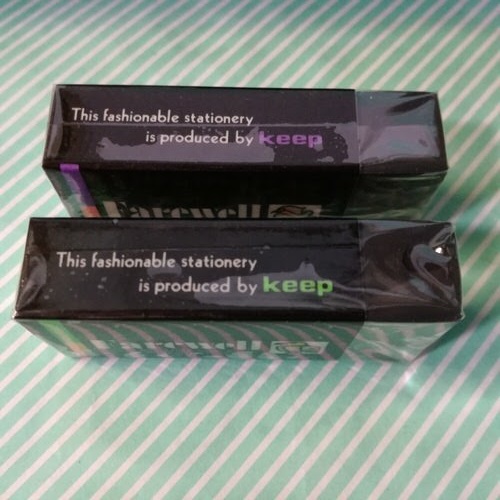 This fashionable stationery
is produced by keep
Farewell
This fashionable stationery
is produced by keep
Farewell